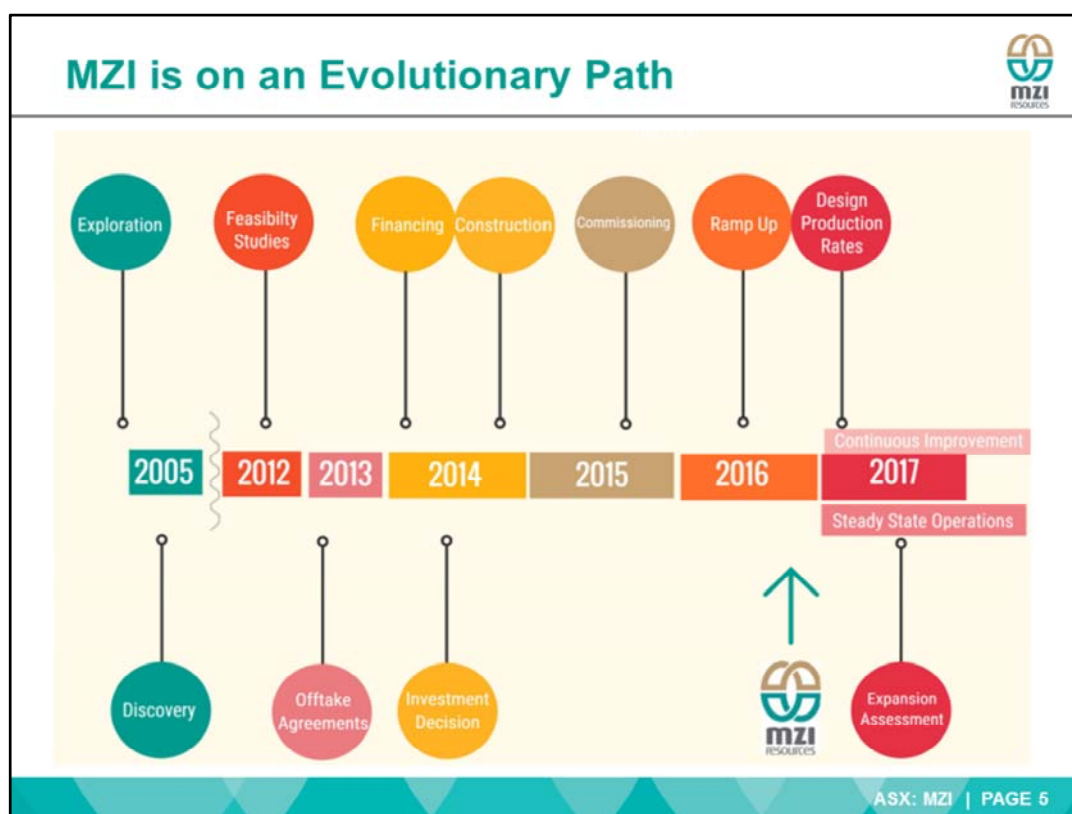 MZI is on an Evolutionary Path
mzi
RESOURCES
Exploration
Feasibilty
Studies
Financing
Construction
Commissioning
Ramp Up
Design
Production
Rates
Continuous Improvement
2005
2012
2013
2014
2015
2016
2017
Steady State Operations
Discovery
Offtake
Agreements
Investment
Decision
mzi
RESOURCES
Expansion
Assessment
ASX: MZI | PAGE 5